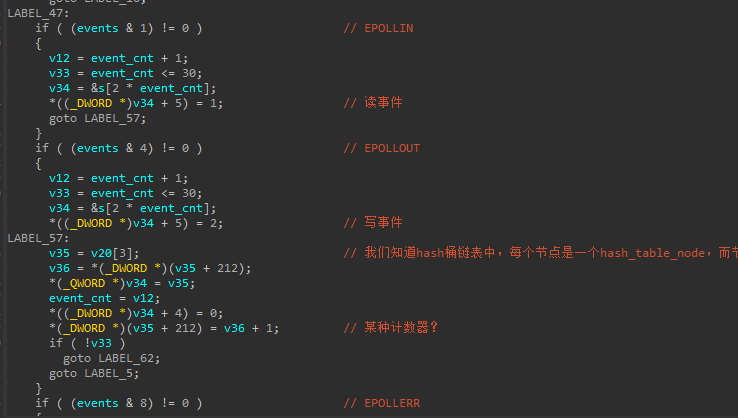 LABEL_47:
if ( (events & 1) != 0 ) // EPOLLIN
{
v12 = event_cnt + 1;
v33 = event_cnt <= 30;
v34 = &s[2 * event_cnt];
*((_DWORD *)v34 + 5) = 1; // 读事件
goto LABEL_57;
}
if ( (events & 4) != 0 ) // EPOLLOUT
{
v12 = event_cnt + 1;
v33 = event_cnt <= 30;
v34 = &s[2 * event_cnt];
*((_DWORD *)v34 + 5) = 2; // 写事件
LABEL_57:
v35 = v20[3]; // 我们知道hash桶链表中，每个节点是一个hash_table_node，而节
v36 = *(_DWORD *)(v35 + 212);
*(_QWORD *)v34 = v35;
event_cnt = v12;
*((_DWORD *)v34 + 4) = 0;
*(_DWORD *)(v35 + 212) = v36 + 1; // 某种计数器？
if ( !v33 )
goto LABEL_62;
goto LABEL_5;
}
if ( (events & 8) != 0 ) // EPOLLERR